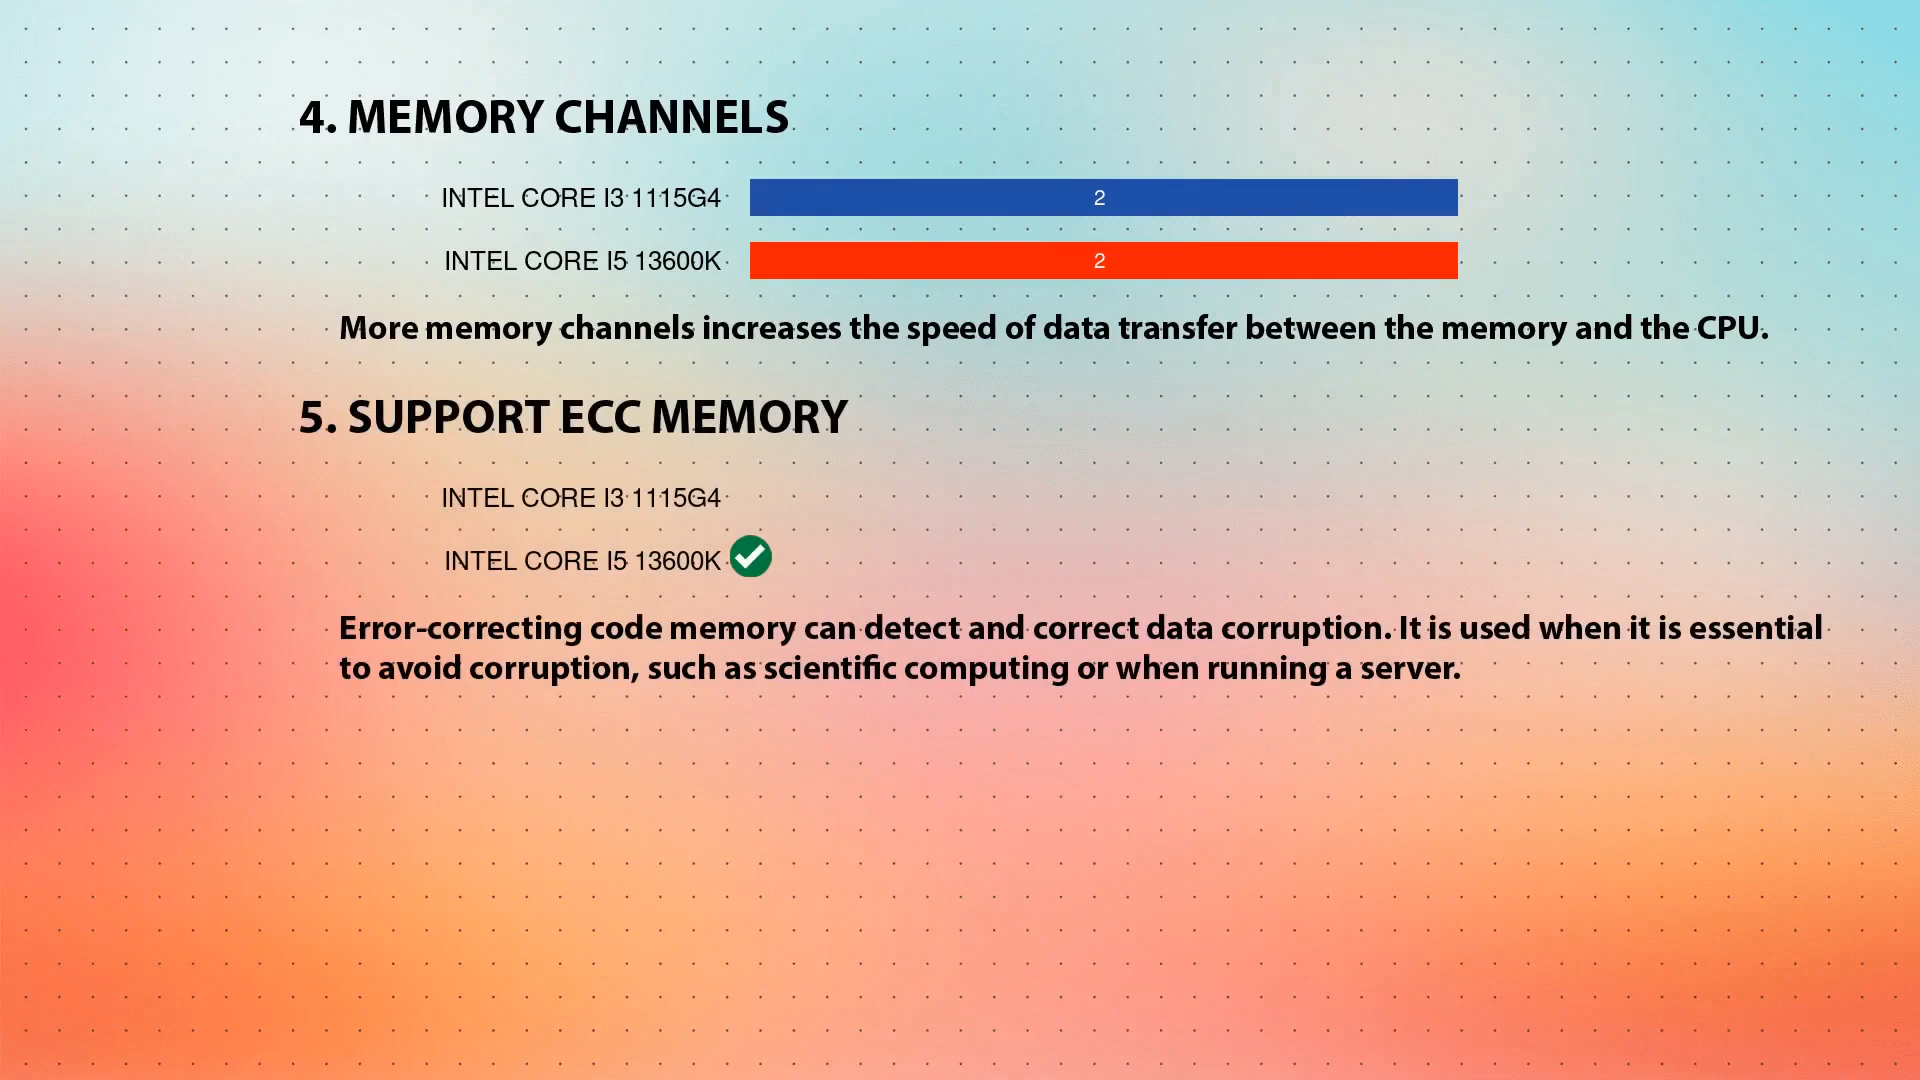 4. MEMORY CHANNELS
INTEL CORE I3 1115G4
2
INTEL CORE I5 13600K
2
More memory channels increases the speed of data transfer between the memory and the CPU.
5. SUPPORT ECC MEMORY
INTEL CORE I3 1115G4
INTEL CORE I5 13600K
Error-correcting code memory can detect and correct data corruption. It is used when it is essential
to avoid corruption, such as scientific computing or when running a server.